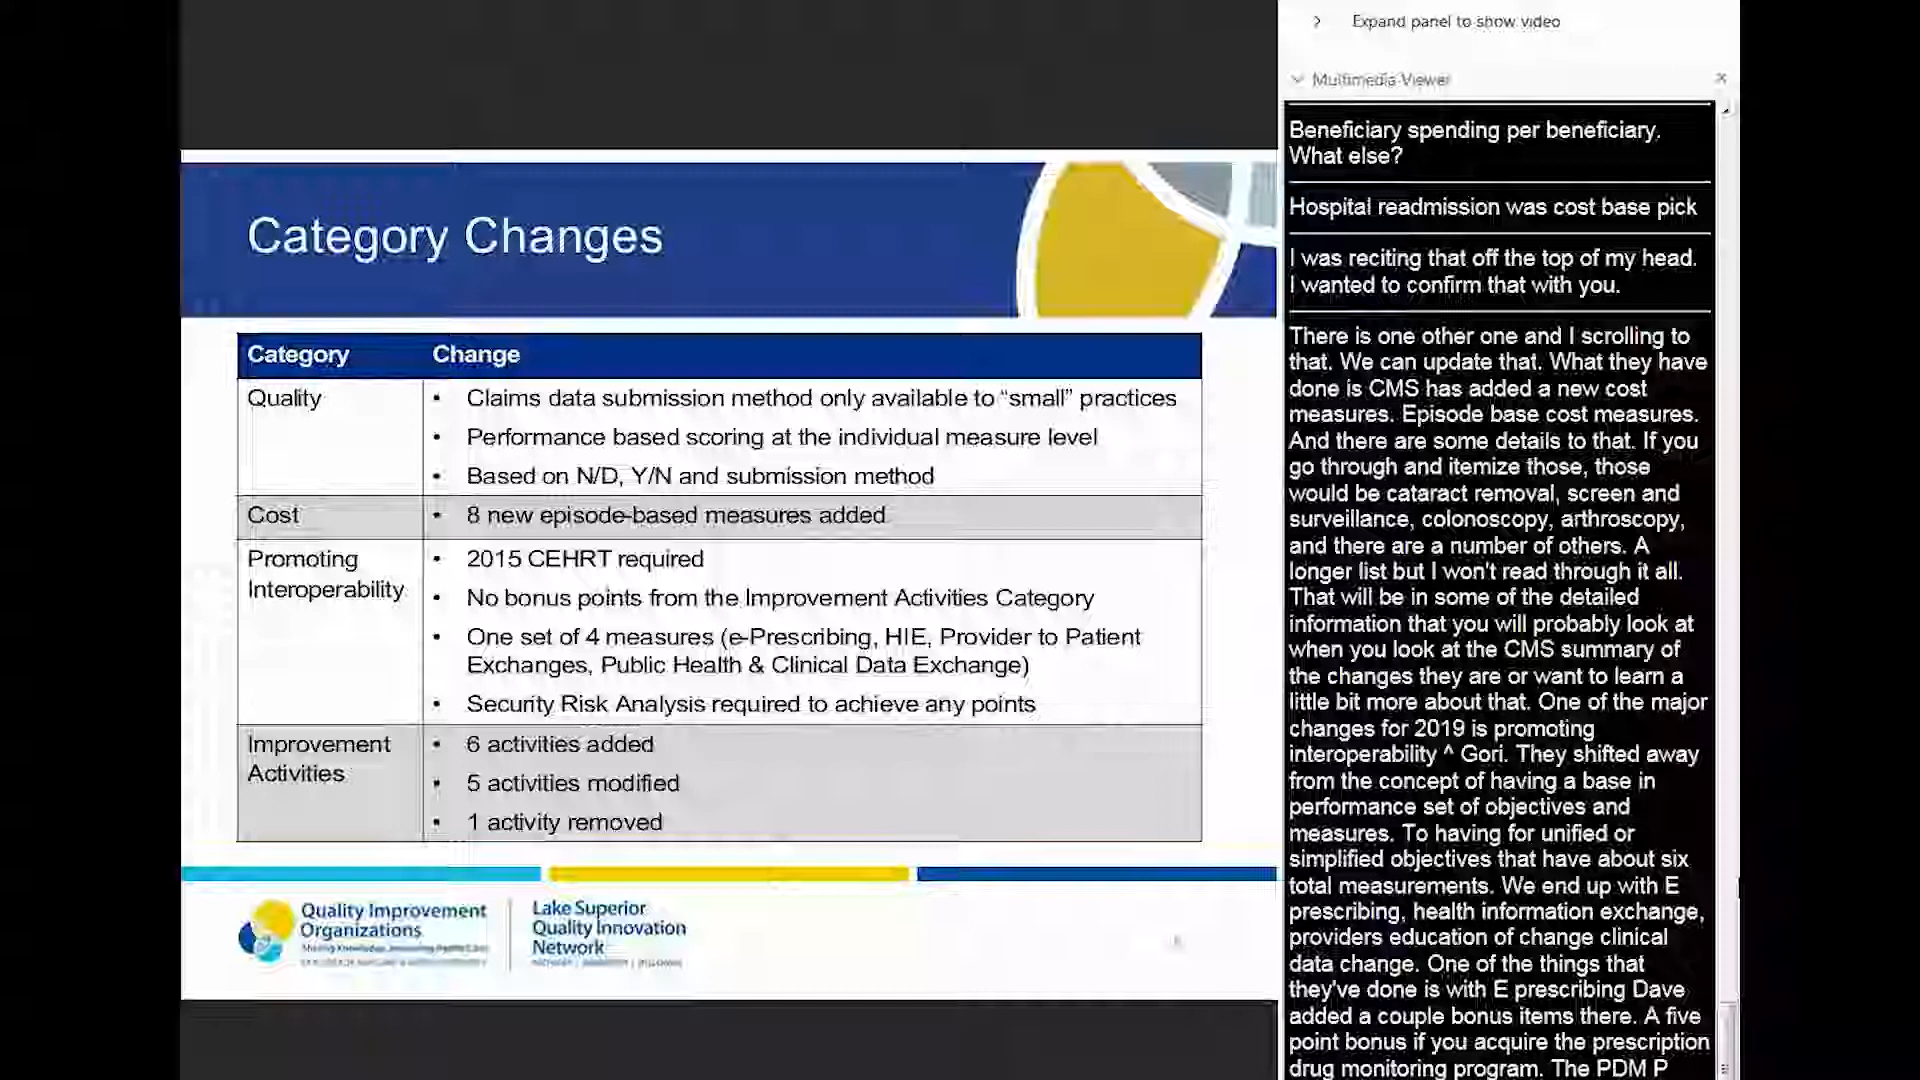 Category Changes
Category Change
Quality
• Claims data submission method only available to “small” practices
• Performance based scoring at the individual measure level
• Based on N/D, Y/N and submission method
Cost
• 8 new episode-based measures added
Promoting
Interoperability
• 2015 CEHRT required
• No bonus points from the Improvement Activities Category
• One set of 4 measures (e-Prescribing, HIE, Provider to Patient
Exchanges, Public Health & Clinical Data Exchange)
• Security Risk Analysis required to achieve any points
Improvement
Activities
• 6 activities added
• 5 activities modified
• 1 activity removed
Quality Improvement
Organizations
Lake Superior
Quality Innovation
Network
Expand panel to show video
Multimedia Viewer
Beneficiary spending per beneficiary.
What else?
Hospital readmission was cost base pick
I was reciting that off the top of my head.
I wanted to confirm that with you.
There is one other one and I scrolling to
that. We can update that. What they have
done is CMS has added a new cost
measures. Episode base cost measures.
And there are some details to that. If you
go through and itemize those, those
would be cataract removal, screen and
surveillance, colonoscopy, arthroscopy,
and there are a number of others. A
longer list but I won't read through it all.
That will be in some of the detailed
information that you will probably look at
when you look at the CMS summary of
the changes they are or want to learn a
little bit more about that. One of the major
changes for 2019 is promoting
interoperability ^ Gori. They shifted away
from the concept of having a base in
performance set of objectives and
measures. To having for unified or
simplified objectives that have about six
total measurements. We end up with E
prescribing, health information exchange,
providers education of change clinical
data change. One of the things that
they've done is with E prescribing Dave
added a couple bonus items there. A five
point bonus if you acquire the prescription
drug monitoring program. The PDM P